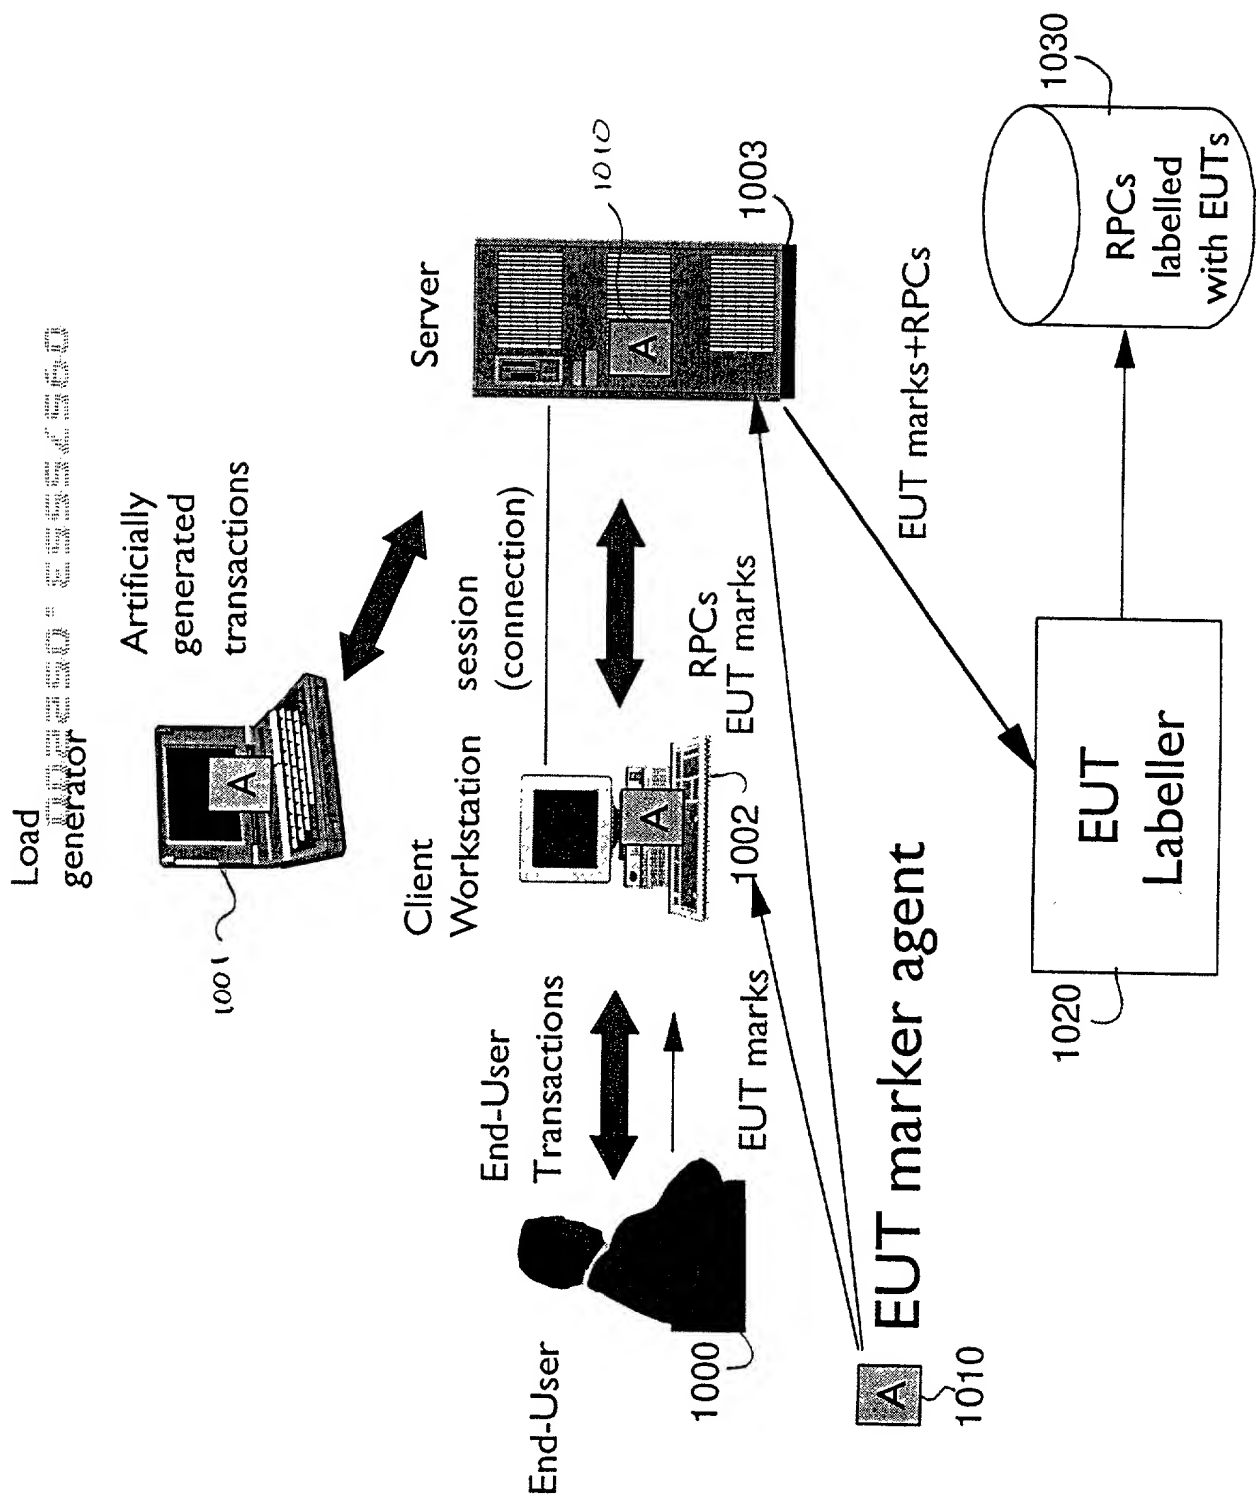 Load
generator
Artificially
generated
transactions
1001
A
Client
Workstation
session
(connection)
Server
1010
A
1003
End-User
Transactions
End-User
1000
EUT marks
A
1002
RPCs
EUT marks
A
1010
EUT marker agent
EUT marks+RPCs
EUT
Labeller
1020
RPCs
labelled
with EUTs
1030